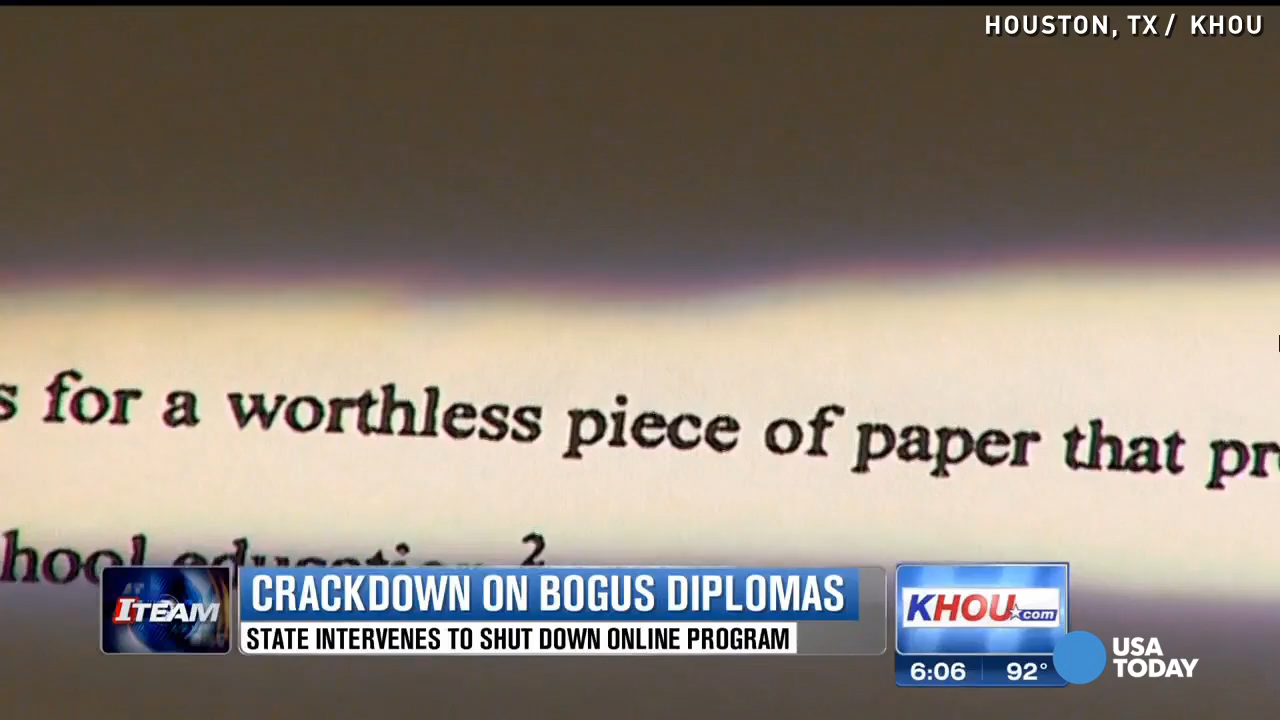 HOUSTON, TX / KHOU
for a worthless piece of paper that
2
ITEAM
CRACKDOWN ON BOGUS DIPLOMAS
STATE INTERVENES TO SHUT DOWN ONLINE PROGRAM
KHOU.com
6:06 92°
USA
TODAY